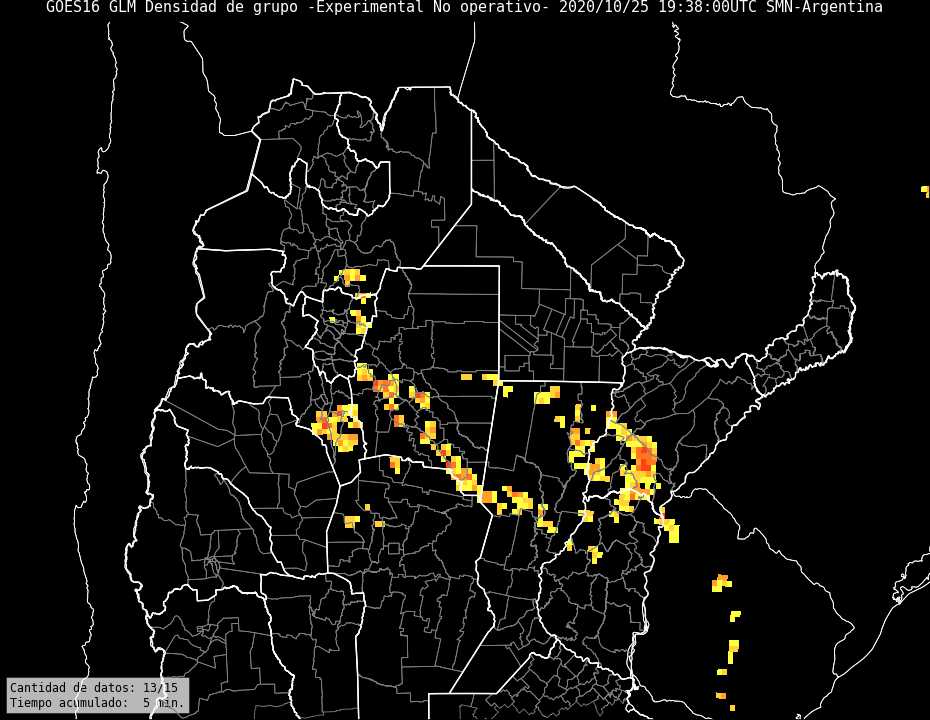 GOES16 GLM Densidad de grupo -Experimental No operativo- 2020/10/25 19:38:00UTC SMN-Argentina
Cantidad de datos: 13/15
Tiempo acumulado:  5 min.